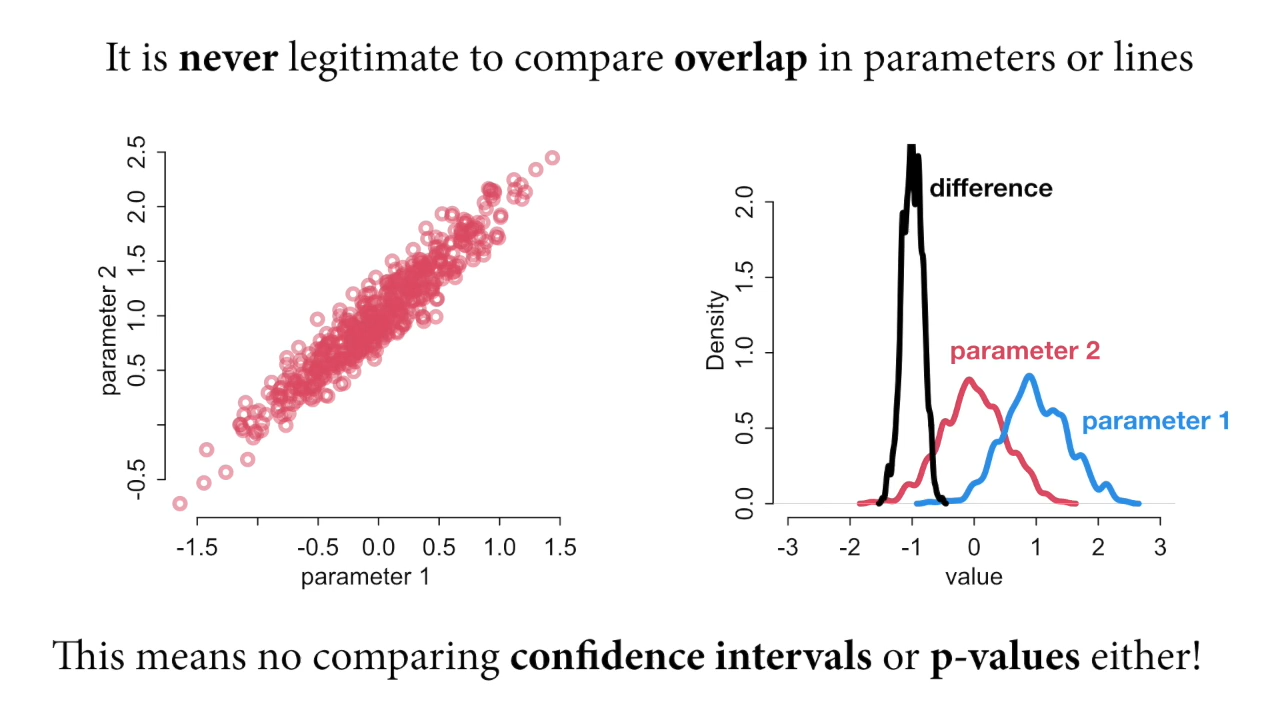 It is never legitimate to compare overlap in parameters or lines
2.5
2.0
1.5
1.0
0.5
-0.5
parameter 2
-1.5
-0.5
0.0
0.5
1.0
1.5
parameter 1
2.0
1.5
1.0
0.5
0.0
Density
difference
parameter 2
parameter 1
-3
-2
-1
0
1
2
3
value
This means no comparing confidence intervals or p-values either!